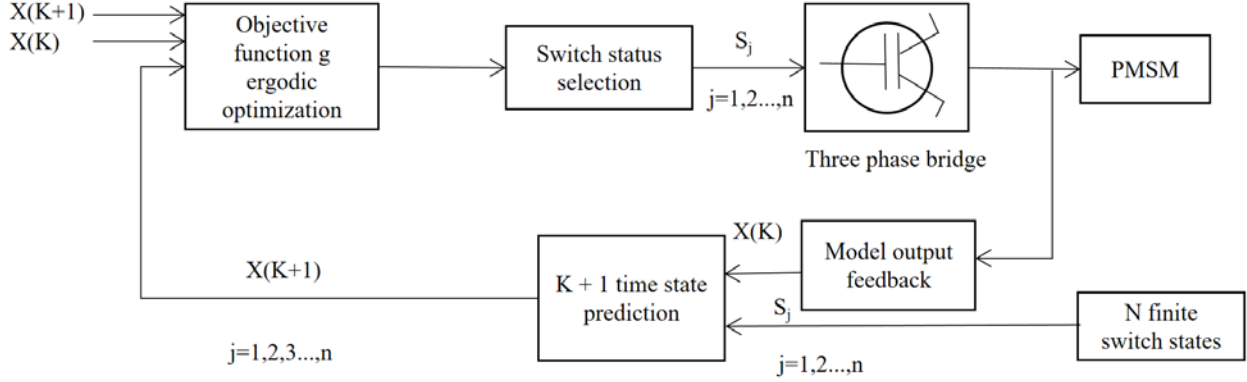 X(K+1)
X(K)
Objective
function g
ergodic
optimization
Switch status
selection
S_j
j=1,2...,n
Three phase bridge
PMSM
X(K)
Model output
feedback
X(K+1)
K + 1 time state
prediction
S_j
N finite
switch states
j=1,2,3...,n
j=1,2...,n